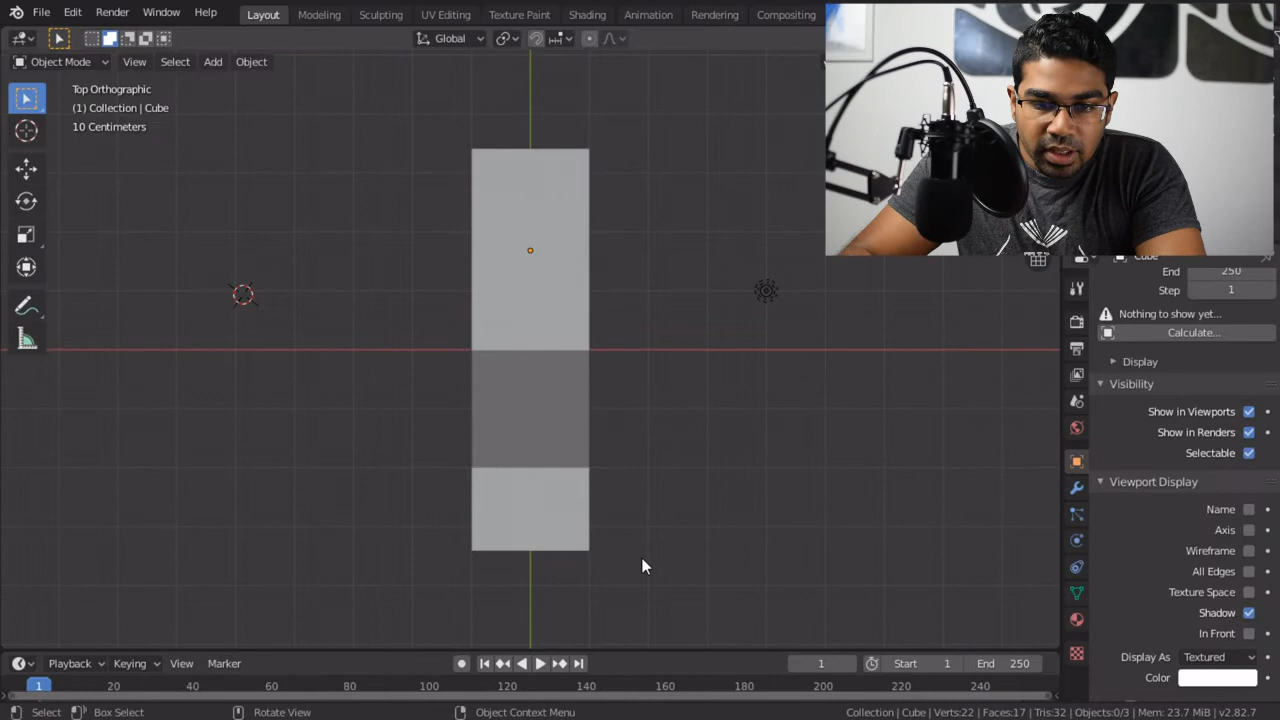 File Edit Render Window Help Layout Modeling Sculpting UV Editing Texture Paint Shading Animation Rendering Compositing
Global
Object Mode View Select Add Object
Top Orthographic
(1) Collection | Cube
10 Centimeters
Cube
End 250
Step 1
Nothing to show yet...
Calculate...
Display
Visibility
Show in Viewports
Show in Renders
Selectable
Viewport Display
Name
Axis
Wireframe
All Edges
Texture Space
Shadow
In Front
Display As Textured
Color
Playback Keying View Marker 1 Start 1 End 250
1 20 40 60 80 100 120 140 160 180 200 220 240
Select Box Select Rotate View Object Context Menu Collection | Cube | Verts:22 | Faces:17 | Tris:32 | Objects:0/3 | Mem: 23.7 MiB | v2.82.7